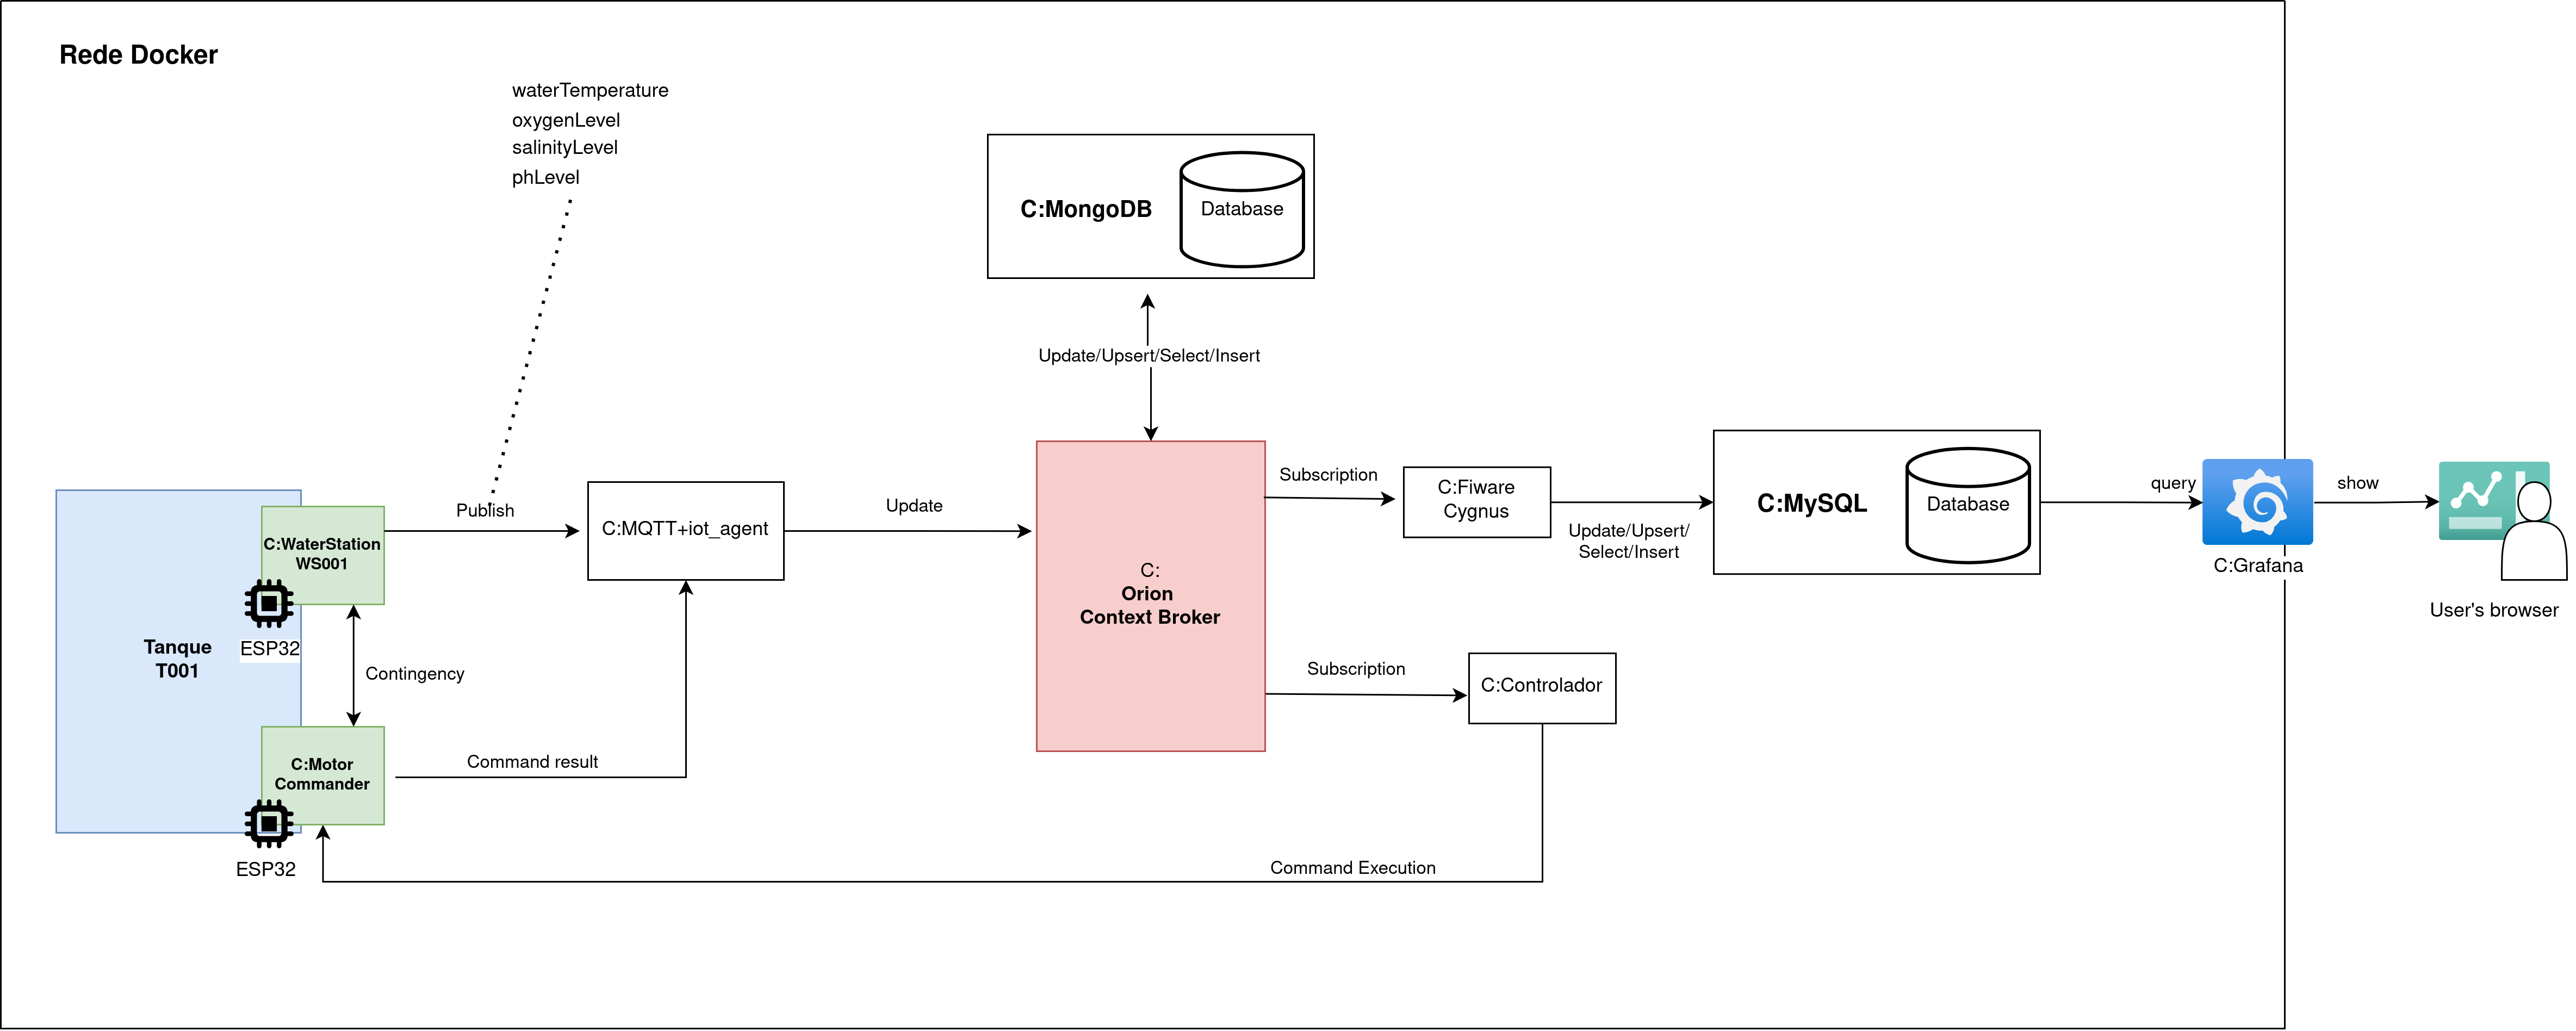 Rede Docker
waterTemperature
oxygenLevel
salinityLevel
phLevel
C:MongoDB
Database
Update/Upsert/Select/Insert
Publish
C:MQTT+iot_agent
Update
C:
Orion
Context Broker
Subscription
C:Fiware
Cygnus
Update/Upsert/
Select/Insert
C:MySQL
Database
query
C:Grafana
show
User's browser
C:WaterStation
WS001
ESP32
Tanque
T001
Contingency
Subscription
C:Controlador
C:Motor
Commander
Command result
ESP32
Command Execution